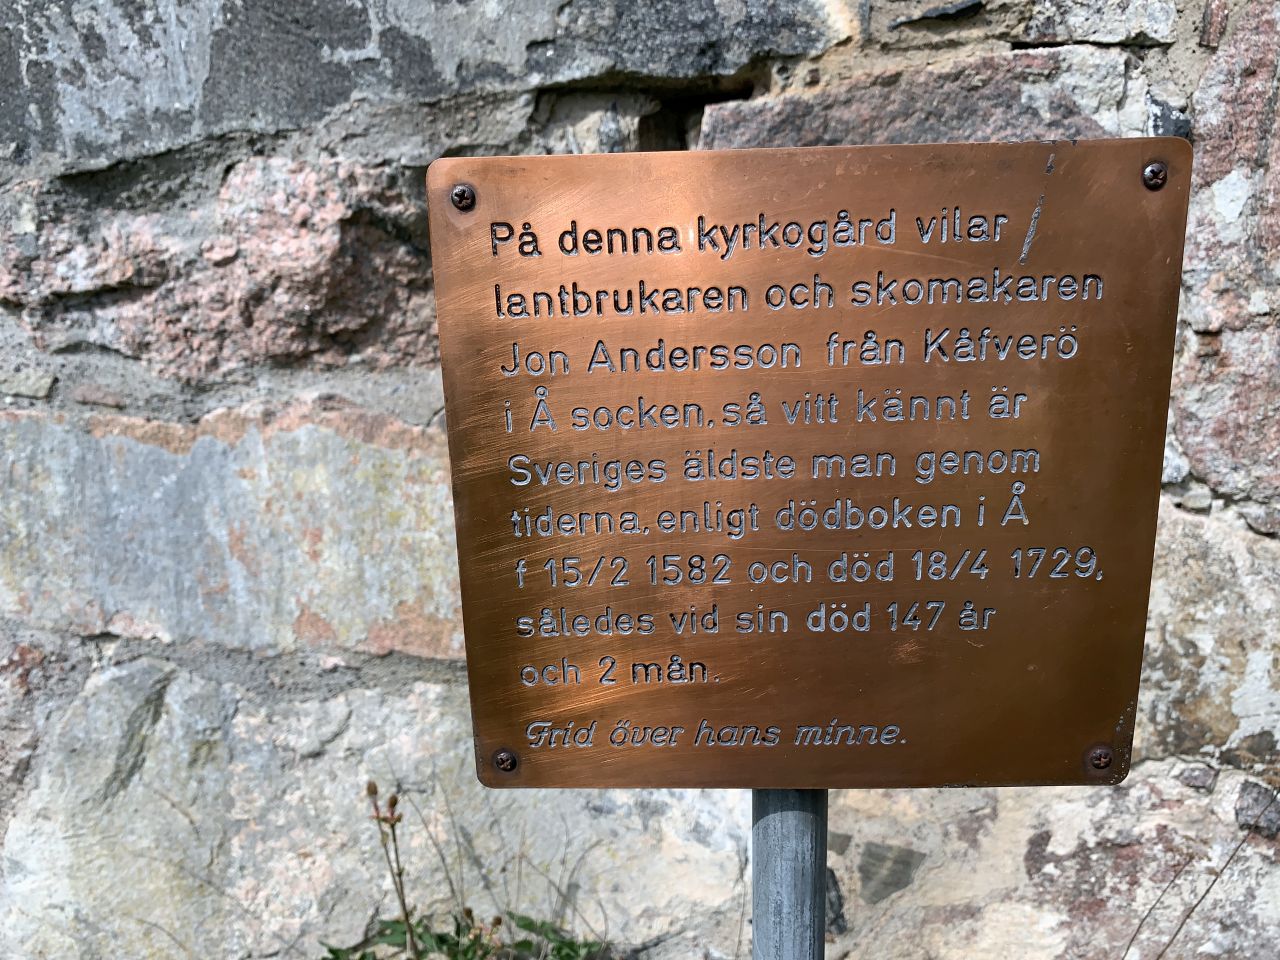 På denna kyrkogård vilar
lantbrukaren och skomakaren
Jon Andersson från Kåfverö
i Å socken, så vitt känt är
Sveriges äldste man genom
tiderna, enligt dödboken i Å
f 15/2 1582 och död 18/4 1729,
således vid sin död 147 år
och 2 mån.
Frid över hans minne.